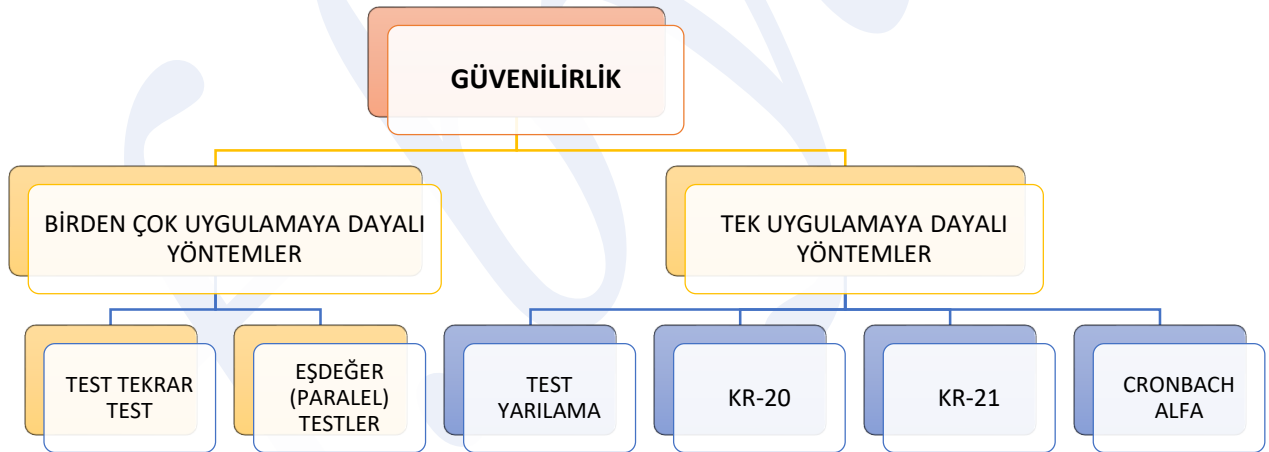 GÜVENİLİRLİK
BİRDEN ÇOK UYGULAMAYA DAYALI
YÖNTEMLER
TEK UYGULAMAYA DAYALI
YÖNTEMLER
TEST TEKRAR
TEST
EŞDEĞER
(PARALEL)
TESTLER
TEST
YARILAMA
KR-20
KR-21
CRONBACH
ALFA